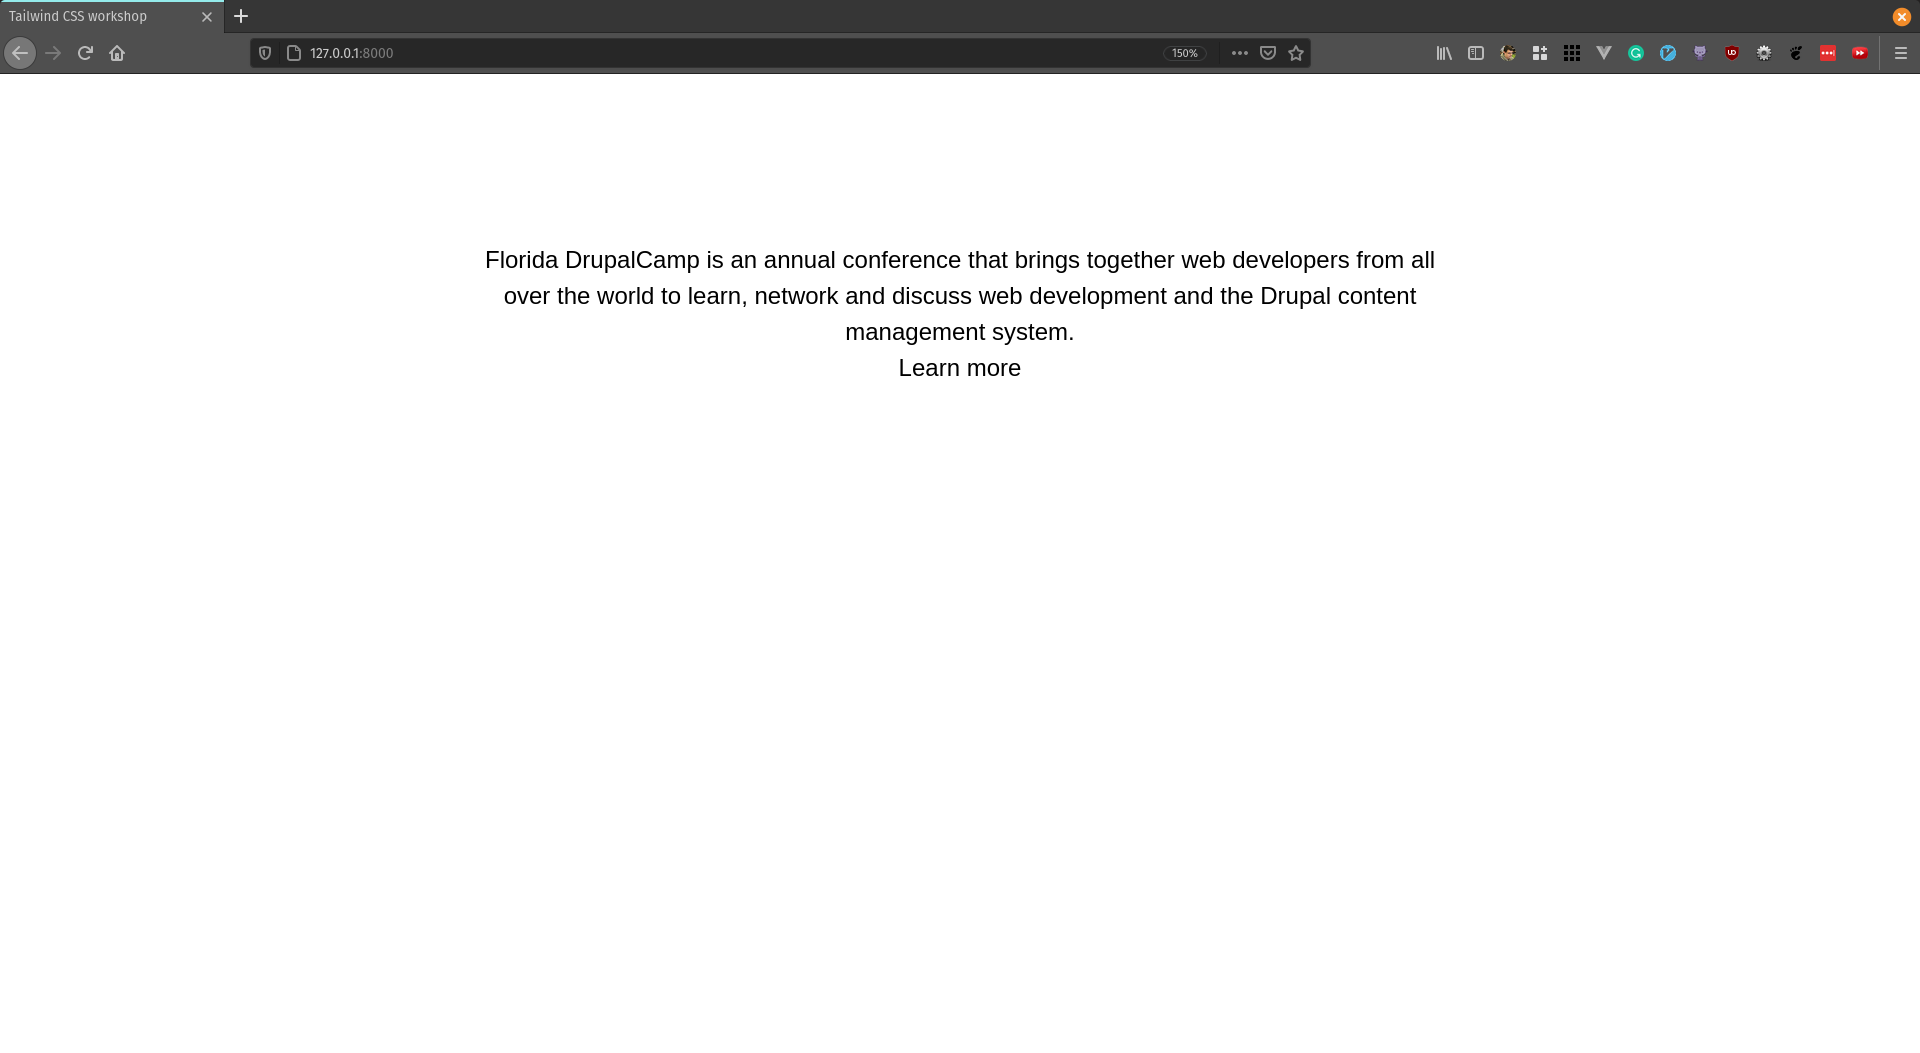 Tailwind CSS workshop
127.0.0.1:8000
150%
Florida DrupalCamp is an annual conference that brings together web developers from all
over the world to learn, network and discuss web development and the Drupal content
management system.
Learn more